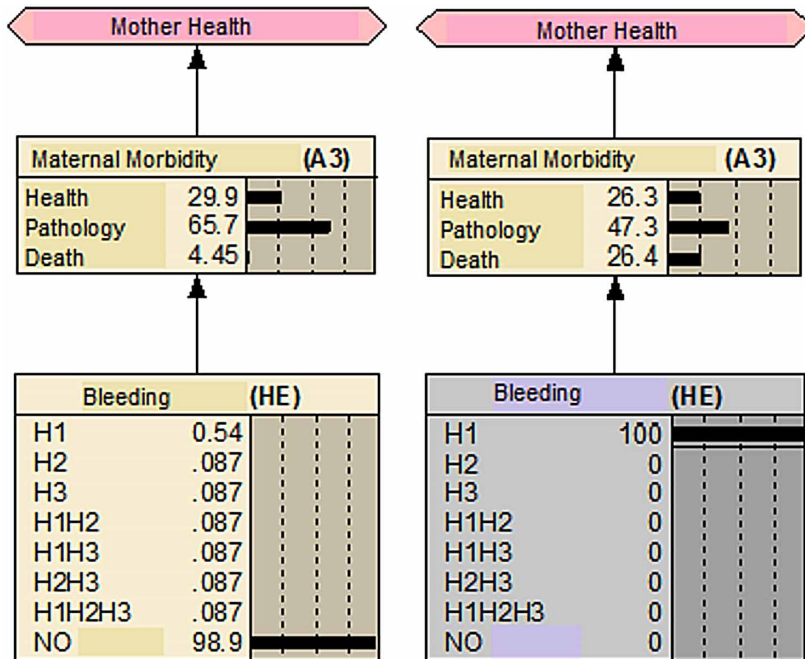 Mother Health
Maternal Morbidity (A3)
Health 29.9
Pathology 65.7
Death 4.45
Bleeding (HE)
H1 0.54
H2 .087
H3 .087
H1H2 .087
H1H3 .087
H2H3 .087
H1H2H3 .087
NO 98.9
Mother Health
Maternal Morbidity (A3)
Health 26.3
Pathology 47.3
Death 26.4
Bleeding (HE)
H1 100
H2 0
H3 0
H1H2 0
H1H3 0
H2H3 0
H1H2H3 0
NO 0